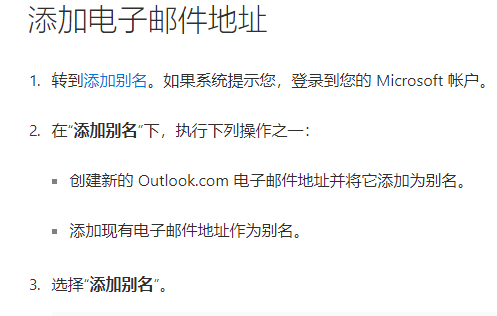 添加电子邮件地址
1. 转到添加别名。如果系统提示您，登录到您的 Microsoft 帐户。
2. 在“添加别名”下，执行下列操作之一：
▪ 创建新的 Outlook.com 电子邮件地址并将它添加为别名。
▪ 添加现有电子邮件地址作为别名。
3. 选择“添加别名”。